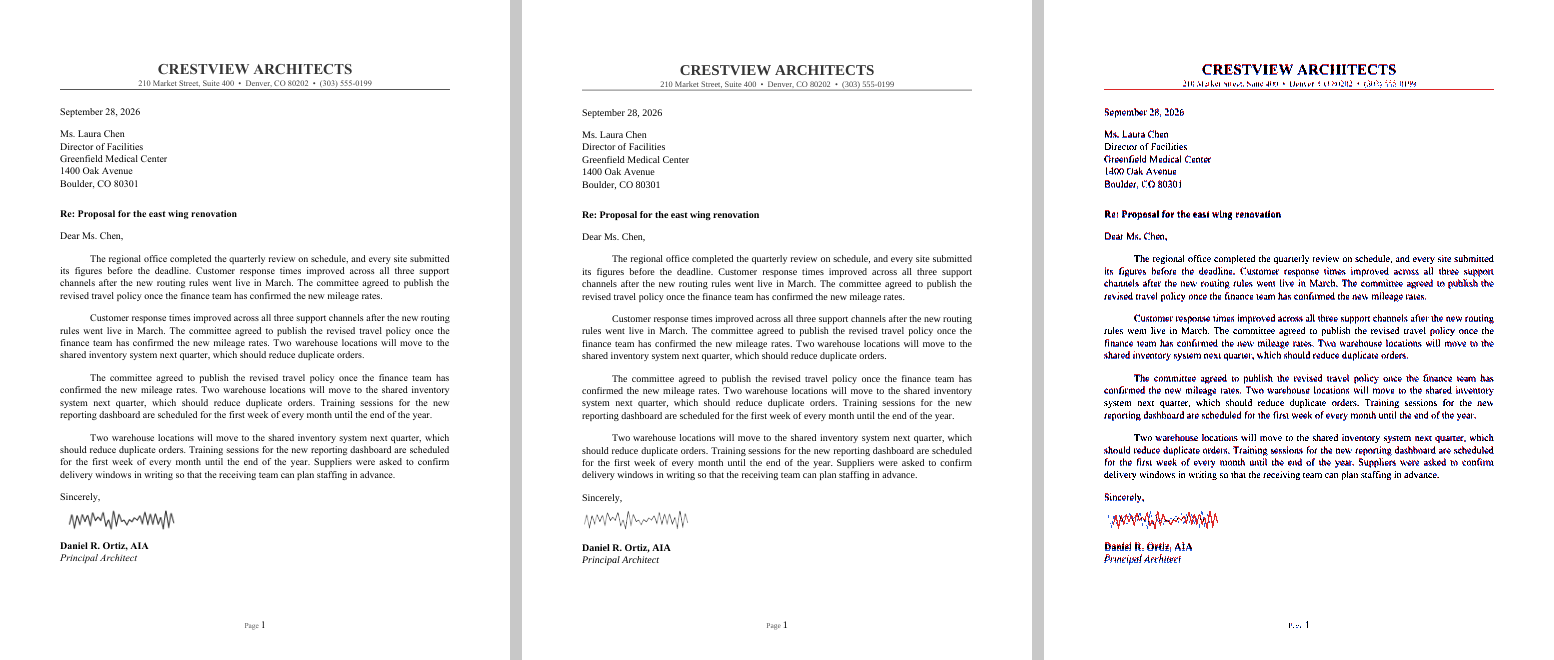 CRESTVIEW ARCHITECTS
210 Market Street, Suite 400 • Denver, CO 80202 • (303) 555-0199
September 28, 2026
Ms. Laura Chen
Director of Facilities
Greenfield Medical Center
1400 Oak Avenue
Boulder, CO 80301
Re: Proposal for the east wing renovation
Dear Ms. Chen,
The regional office completed the quarterly review on schedule, and every site submitted
its figures before the deadline. Customer response times improved across all three support
channels after the new routing rules went live in March. The committee agreed to publish the
revised travel policy once the finance team has confirmed the new mileage rates.
Customer response times improved across all three support channels after the new routing
rules went live in March. The committee agreed to publish the revised travel policy once the
finance team has confirmed the new mileage rates. Two warehouse locations will move to the
shared inventory system next quarter, which should reduce duplicate orders.
The committee agreed to publish the revised travel policy once the finance team has
confirmed the new mileage rates. Two warehouse locations will move to the shared inventory
system next quarter, which should reduce duplicate orders. Training sessions for the new
reporting dashboard are scheduled for the first week of every month until the end of the year.
Two warehouse locations will move to the shared inventory system next quarter, which
should reduce duplicate orders. Training sessions for the new reporting dashboard are scheduled
for the first week of every month until the end of the year. Suppliers were asked to confirm
delivery windows in writing so that the receiving team can plan staffing in advance.
Sincerely,
Daniel R. Ortiz, AIA
Principal Architect
Page 1
CRESTVIEW ARCHITECTS
210 Market Street, Suite 400 • Denver, CO 80202 • (303) 555-0199
September 28, 2026
Ms. Laura Chen
Director of Facilities
Greenfield Medical Center
1400 Oak Avenue
Boulder, CO 80301
Re: Proposal for the east wing renovation
Dear Ms. Chen,
The regional office completed the quarterly review on schedule, and every site submitted
its figures before the deadline. Customer response times improved across all three support
channels after the new routing rules went live in March. The committee agreed to publish the
revised travel policy once the finance team has confirmed the new mileage rates.
Customer response times improved across all three support channels after the new routing
rules went live in March. The committee agreed to publish the revised travel policy once the
finance team has confirmed the new mileage rates. Two warehouse locations will move to the
shared inventory system next quarter, which should reduce duplicate orders.
The committee agreed to publish the revised travel policy once the finance team has
confirmed the new mileage rates. Two warehouse locations will move to the shared inventory
system next quarter, which should reduce duplicate orders. Training sessions for the new
reporting dashboard are scheduled for the first week of every month until the end of the year.
Two warehouse locations will move to the shared inventory system next quarter, which
should reduce duplicate orders. Training sessions for the new reporting dashboard are scheduled
for the first week of every month until the end of the year. Suppliers were asked to confirm
delivery windows in writing so that the receiving team can plan staffing in advance.
Sincerely,
Daniel R. Ortiz, AIA
Principal Architect
Page 1
CRESTVIEW ARCHITECTS
210 Market Street, Suite 400 • Denver, CO 80202 • (303) 555-0199
September 28, 2026
Ms. Laura Chen
Director of Facilities
Greenfield Medical Center
1400 Oak Avenue
Boulder, CO 80301
Re: Proposal for the east wing renovation
Dear Ms. Chen,
The regional office completed the quarterly review on schedule, and every site submitted
its figures before the deadline. Customer response times improved across all three support
channels after the new routing rules went live in March. The committee agreed to publish the
revised travel policy once the finance team has confirmed the new mileage rates.
Customer response times improved across all three support channels after the new routing
rules went live in March. The committee agreed to publish the revised travel policy once the
finance team has confirmed the new mileage rates. Two warehouse locations will move to the
shared inventory system next quarter, which should reduce duplicate orders.
The committee agreed to publish the revised travel policy once the finance team has
confirmed the new mileage rates. Two warehouse locations will move to the shared inventory
system next quarter, which should reduce duplicate orders. Training sessions for the new
reporting dashboard are scheduled for the first week of every month until the end of the year.
Two warehouse locations will move to the shared inventory system next quarter, which
should reduce duplicate orders. Training sessions for the new reporting dashboard are scheduled
for the first week of every month until the end of the year. Suppliers were asked to confirm
delivery windows in writing so that the receiving team can plan staffing in advance.
Sincerely,
Daniel R. Ortiz, AIA
Principal Architect
1